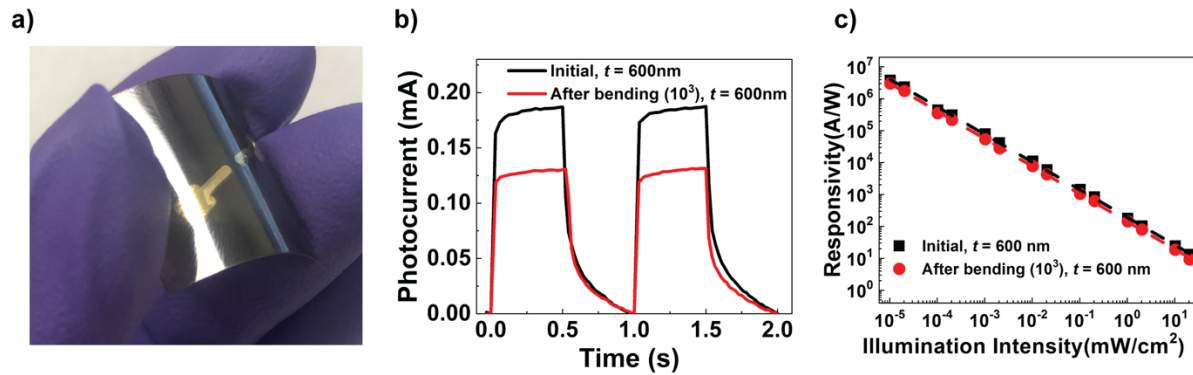 a)
b)
c)
Initial, t = 600nm
After bending (10³), t = 600nm
0.20
0.15
0.10
0.05
0.00
Photocurrent (mA)
0.0 0.5 1.0 1.5 2.0
Time (s)
10⁷
10⁶
10⁵
10⁴
10³
10²
10¹
10⁰
Responsivity(A/W)
Initial, t = 600 nm
After bending (10³), t = 600 nm
10⁻⁵ 10⁻⁴ 10⁻³ 10⁻² 10⁻¹ 10⁰ 10¹
Illumination Intensity(mW/cm²)